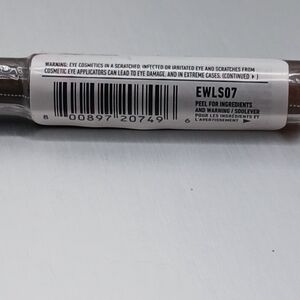 WARNING: EYE COSMETICS IN A SCRATCHED, INFECTED OR IRRITATED EYE AND SCRATCHES FROM
COSMETIC EYE APPLICATORS CAN LEAD TO EYE DAMAGE, AND IN EXTREME CASES, (CONTINUED ▶)
EWLS07
PEEL FOR INGREDIENTS
AND WARNING / SOULEVER
POUR LES INGRÉDIENTS ET
L'AVERTISSEMENT ▶
8 00897 20749 6